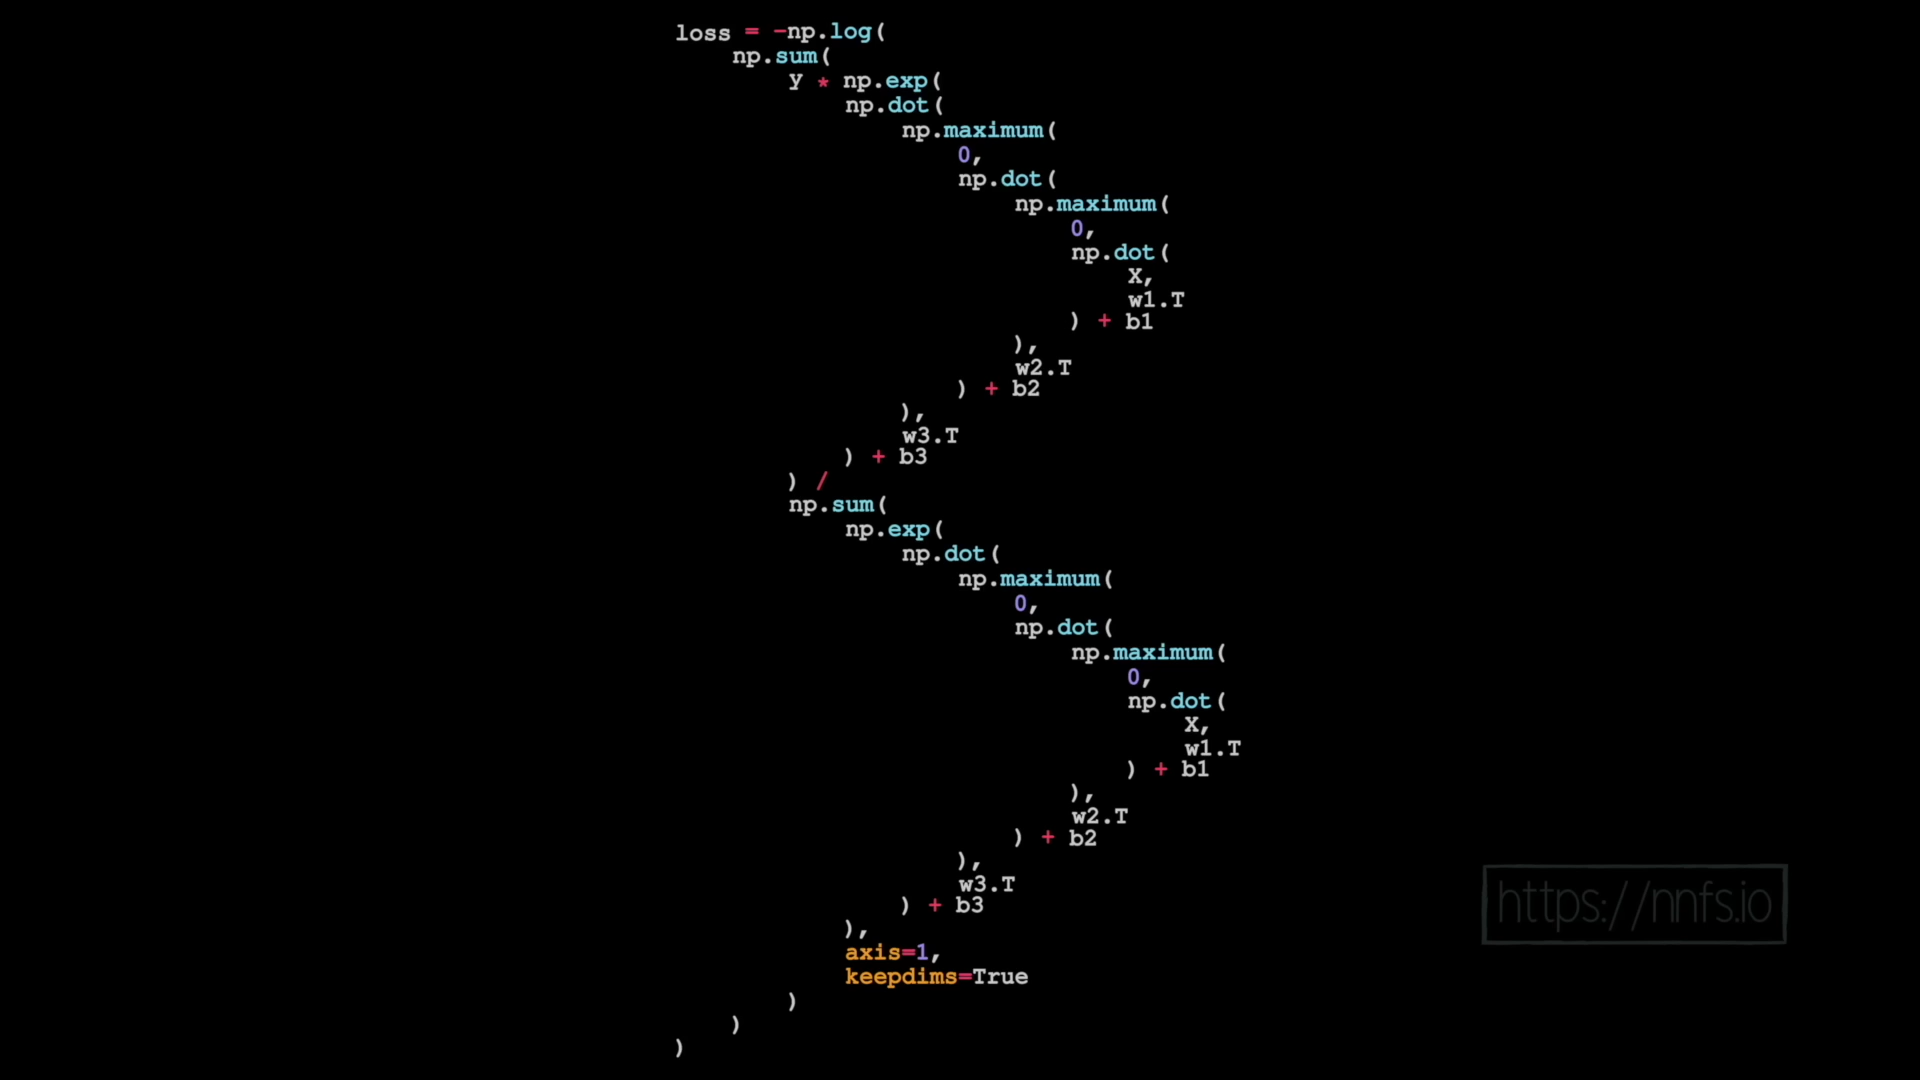 loss = -np.log(
np.sum(
y * np.exp(
np.dot(
np.maximum(
0,
np.dot(
np.maximum(
0,
np.dot(
X,
w1.T
) + b1
),
w2.T
) + b2
),
w3.T
) + b3
) /
np.sum(
np.exp(
np.dot(
np.maximum(
0,
np.dot(
np.maximum(
0,
np.dot(
X,
w1.T
) + b1
),
w2.T
) + b2
),
w3.T
) + b3
),
axis=1,
keepdims=True
)
)
)
https://nnfs.io